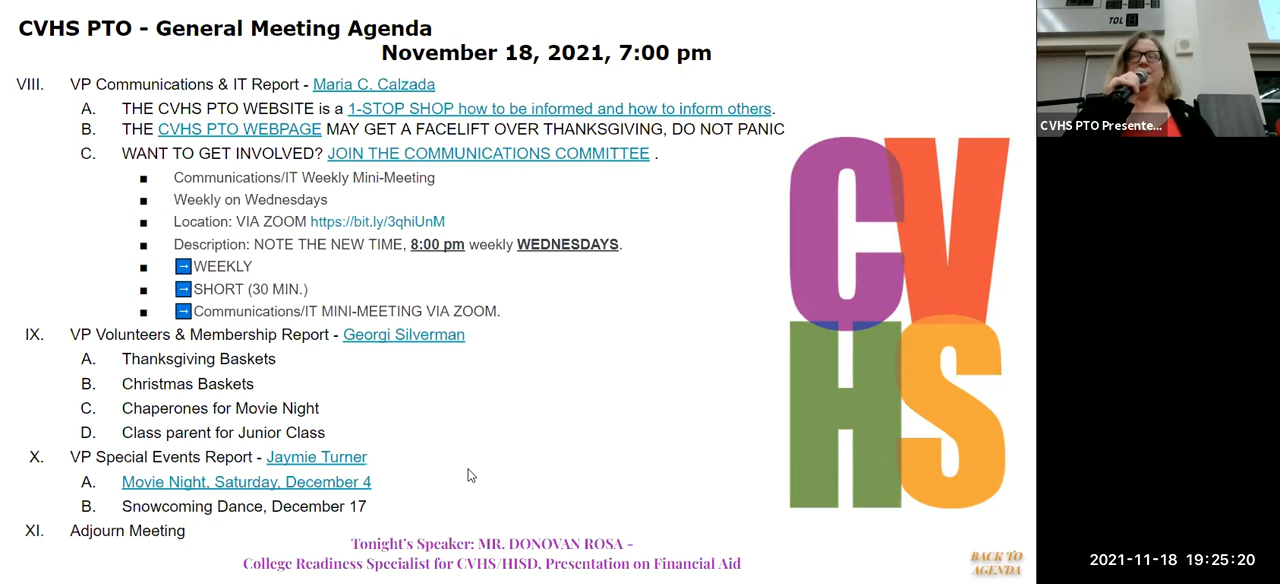 CVHS PTO - General Meeting Agenda
November 18, 2021, 7:00 pm
VIII. VP Communications & IT Report - Maria C. Calzada
A. THE CVHS PTO WEBSITE is a 1-STOP SHOP how to be informed and how to inform others.
B. THE CVHS PTO WEBPAGE MAY GET A FACELIFT OVER THANKSGIVING, DO NOT PANIC
C. WANT TO GET INVOLVED? JOIN THE COMMUNICATIONS COMMITTEE .
■ Communications/IT Weekly Mini-Meeting
■ Weekly on Wednesdays
■ Location: VIA ZOOM https://bit.ly/3qhiUnM
■ Description: NOTE THE NEW TIME, 8:00 pm weekly WEDNESDAYS.
■ ➡WEEKLY
■ ➡SHORT (30 MIN.)
■ ➡Communications/IT MINI-MEETING VIA ZOOM.
IX. VP Volunteers & Membership Report - Georgi Silverman
A. Thanksgiving Baskets
B. Christmas Baskets
C. Chaperones for Movie Night
D. Class parent for Junior Class
X. VP Special Events Report - Jaymie Turner
A. Movie Night, Saturday, December 4
B. Snowcoming Dance, December 17
XI. Adjourn Meeting
Tonight's Speaker: MR. DONOVAN ROSA -
College Readiness Specialist for CVHS/HISD, Presentation on Financial Aid
CV
HS
BACK TO
AGENDA
TOL
CVHS PTO Presente...
2021-11-18 19:25:20